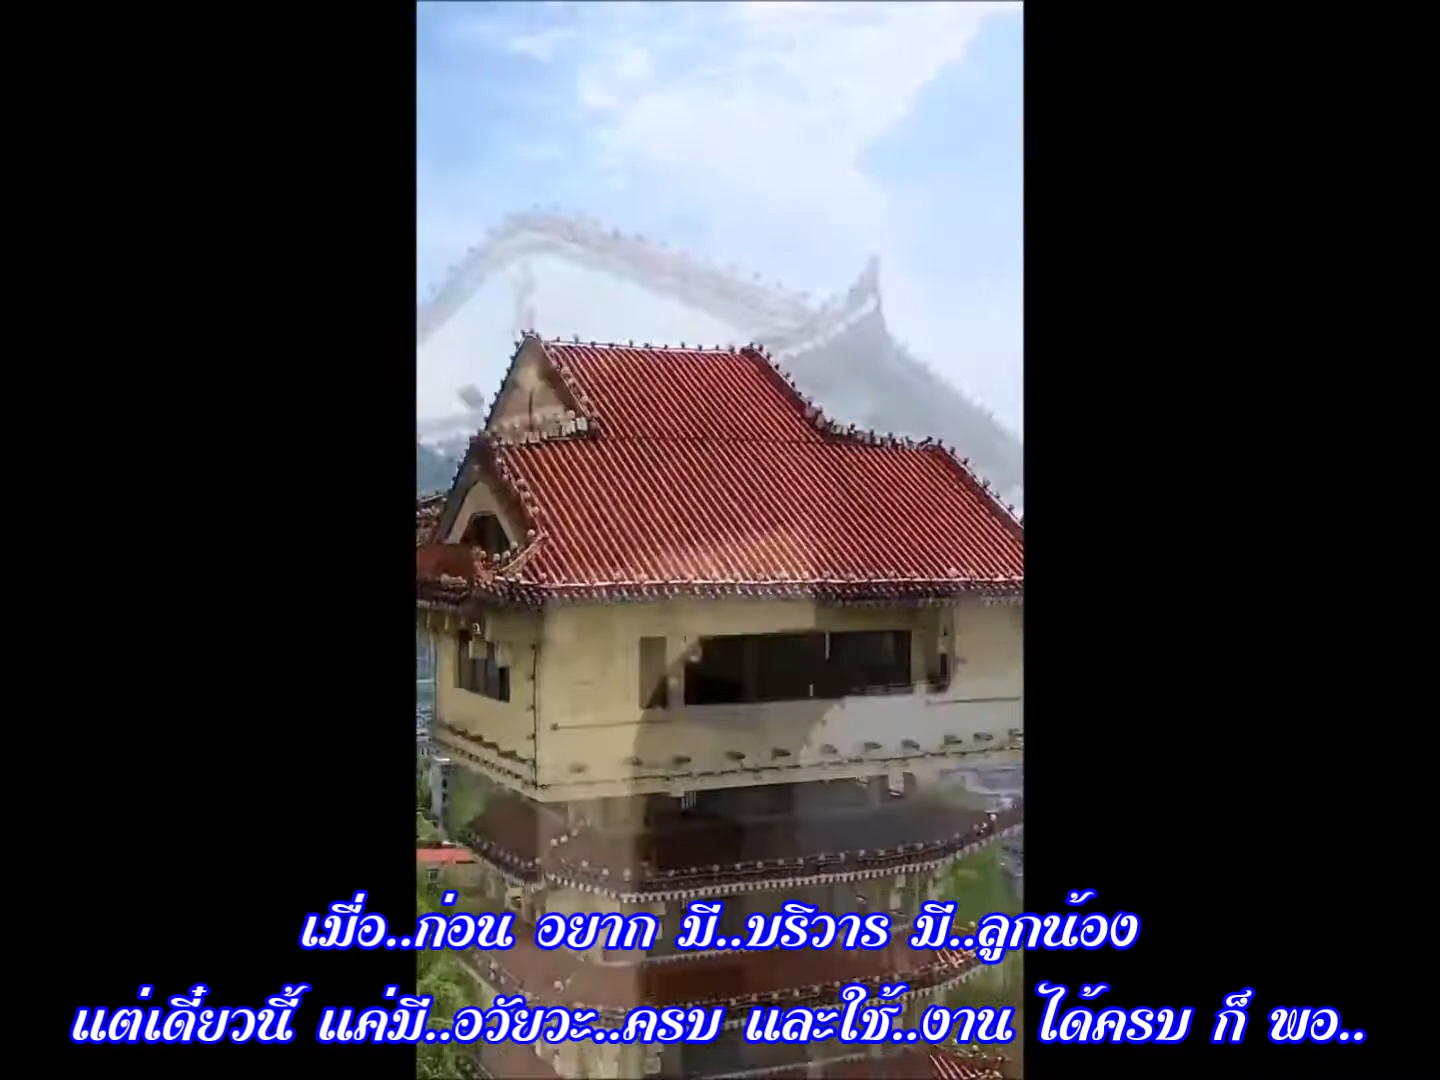 เมื่อ..ก่อน อยาก มี..บริวาร มี..ลูกน้อง
แต่เดี๋ยวนี้ แค่มี..อวัยวะ..ครบ และใช้..งาน ได้ครบ ก็ พอ..